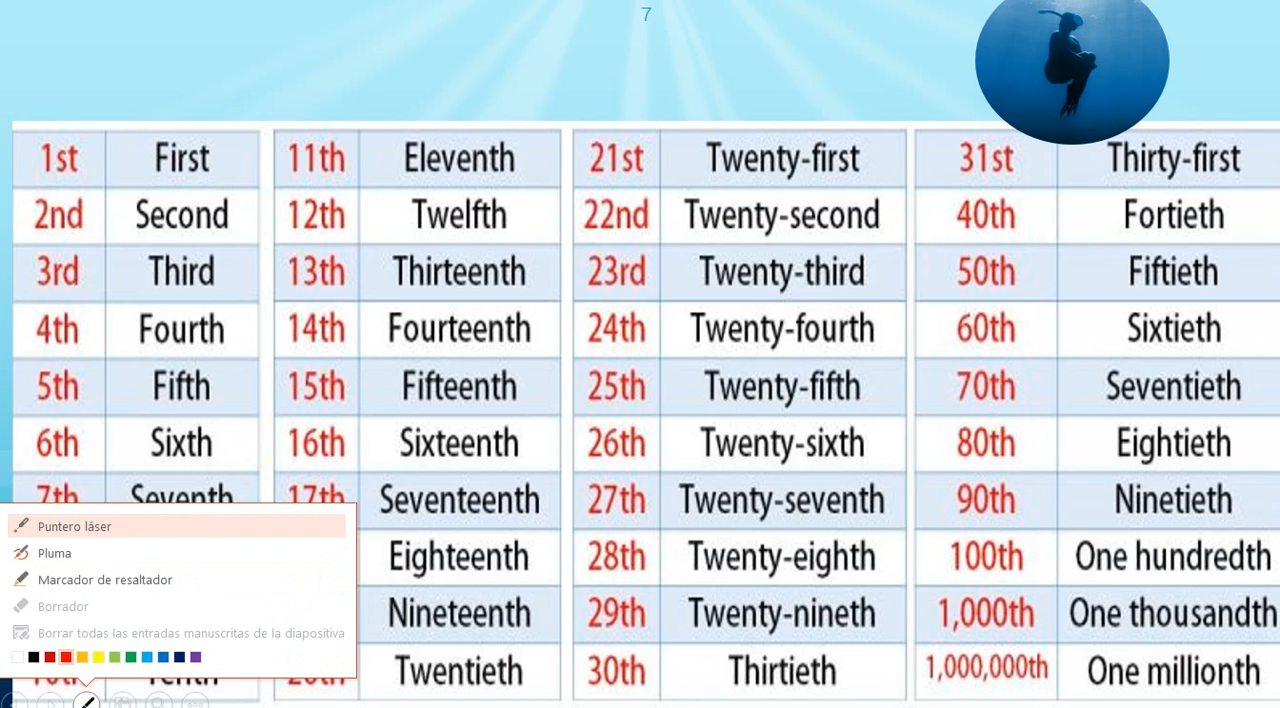 7
1st First 11th Eleventh 21st Twenty-first 31st Thirty-first
2nd Second 12th Twelfth 22nd Twenty-second 40th Fortieth
3rd Third 13th Thirteenth 23rd Twenty-third 50th Fiftieth
4th Fourth 14th Fourteenth 24th Twenty-fourth 60th Sixtieth
5th Fifth 15th Fifteenth 25th Twenty-fifth 70th Seventieth
6th Sixth 16th Sixteenth 26th Twenty-sixth 80th Eightieth
7th Seventh 17th Seventeenth 27th Twenty-seventh 90th Ninetieth
Eighteenth 28th Twenty-eighth 100th One hundredth
Nineteenth 29th Twenty-nineth 1,000th One thousandth
10th Tenth 20th Twentieth 30th Thirtieth 1,000,000th One millionth
Puntero láser
Pluma
Marcador de resaltador
Borrador
Borrar todas las entradas manuscritas de la diapositiva